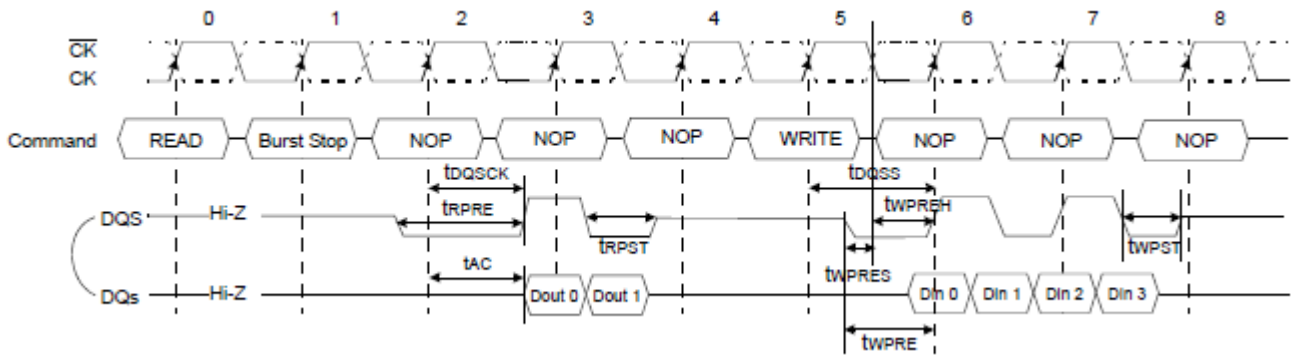 0 1 2 3 4 5 6 7 8
CK
CK
Command READ Burst Stop NOP NOP NOP WRITE NOP NOP NOP
tDQSCK tDQSS
DQS Hi-Z tRPRE tWPREH
tRPST tWPST
tAC tWPRES
DQs Hi-Z Dout 0 Dout 1 Din 0 Din 1 Din 2 Din 3
tWPRE